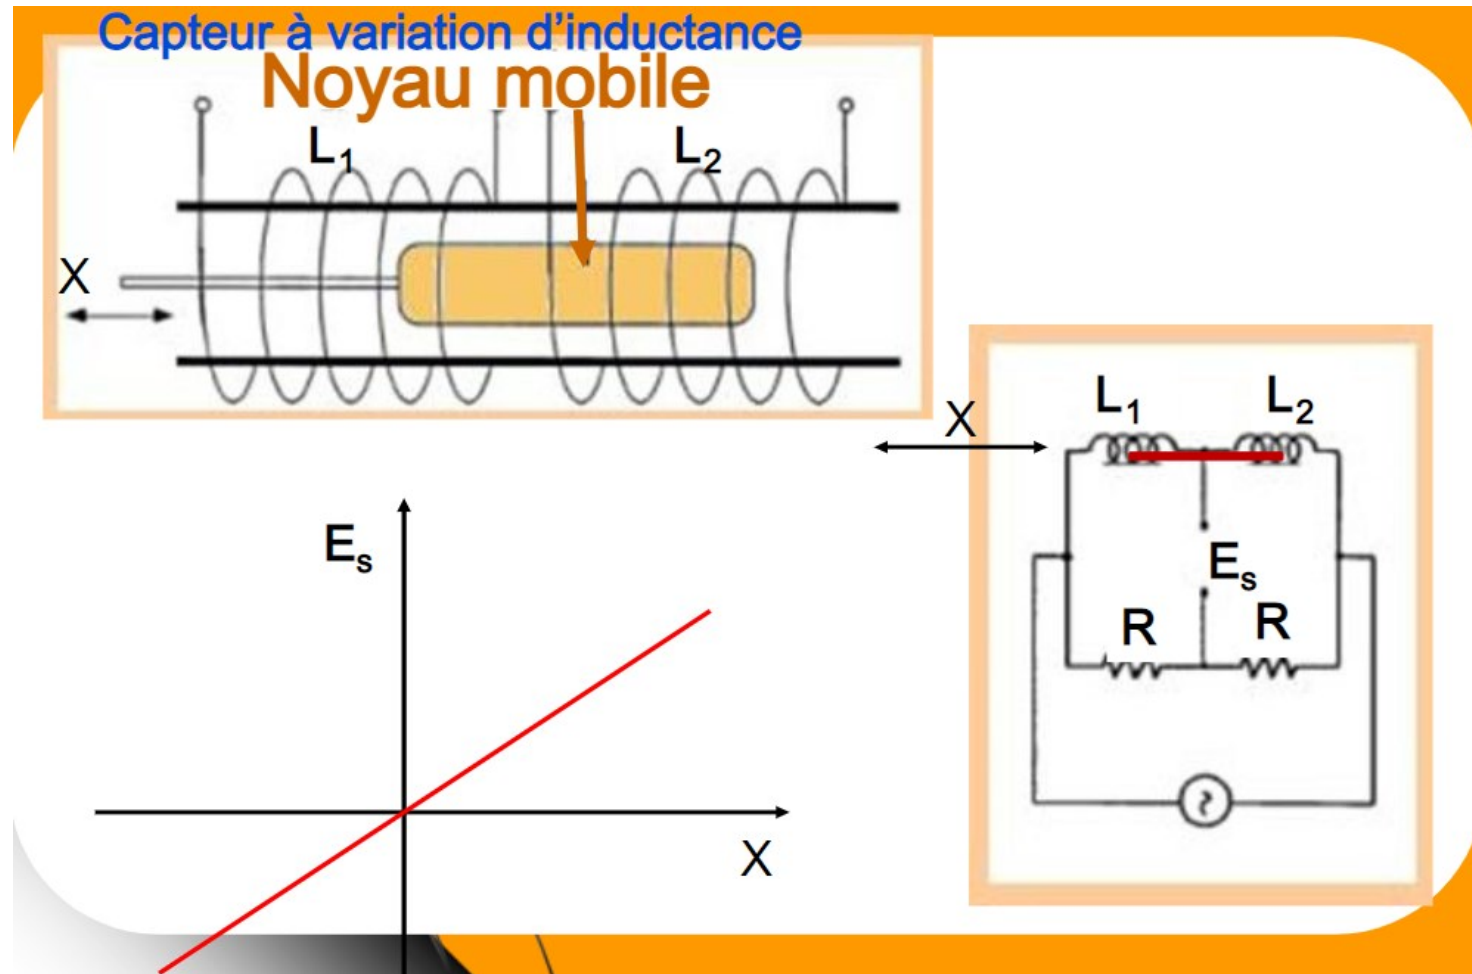 Capteur à variation d’inductance
Noyau mobile
L₁ L₂
X
L₁ L₂
X
Eₛ
Eₛ
R R
X